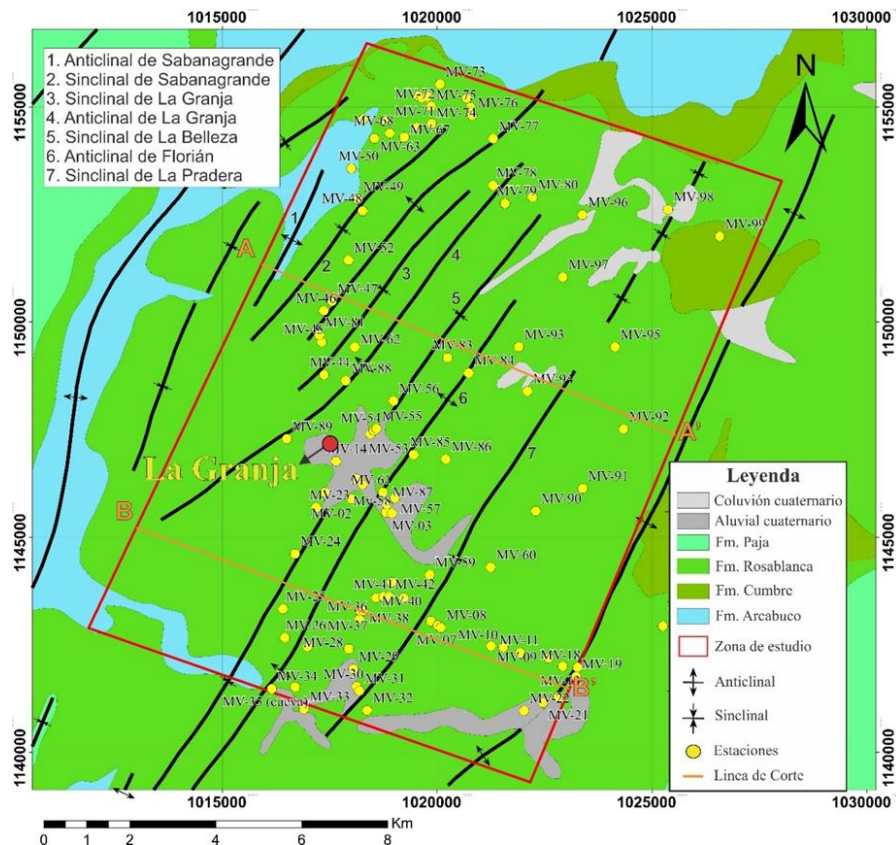 1015000
1020000
1025000
1030000
1. Anticlinal de Sabanagrande
2. Sinclinal de Sabanagrande
3. Sinclinal de La Granja
4. Anticlinal de La Granja
5. Sinclinal de La Belleza
6. Anticlinal de Florián
7. Sinclinal de La Pradera
N
1155000
1155000
1150000
1150000
1145000
1145000
1140000
1140000
MV-73
MV-72
MV-75
MV-76
MV-71
MV-74
MV-68
MV-67
MV-77
MV-63
MV-50
MV-78
MV-49
MV-79
MV-80
MV-48
MV-96
MV-98
MV-99
1
2
3
4
5
6
7
A
MV-52
MV-97
MV-47
MV-46
MV-81
MV-62
MV-83
MV-93
MV-95
MV-44
MV-88
MV-84
MV-94
MV-56
MV-89
MV-54
MV-55
MV-92
A'
MV-14
MV-53
MV-85
MV-86
La Granja
MV-91
B
MV-23
MV-58
MV-87
MV-90
MV-02
MV-57
MV-03
MV-24
MV-59
MV-60
MV-41
MV-42
MV-36
MV-40
MV-26
MV-37
MV-38
MV-08
MV-07
MV-28
MV-10
MV-11
MV-09
MV-18
MV-19
MV-34
MV-30
MV-31
MV-33
MV-32
MV-35 (cueva)
B'
MV-21
Leyenda
Coluvión cuaternario
Aluvial cuaternario
Fm. Paja
Fm. Rosablanca
Fm. Cumbre
Fm. Arcabuco
Zona de estudio
Anticlinal
Sinclinal
Estaciones
Linea de Corte
1015000
1020000
1025000
1030000
Km
0 1 2 4 6 8